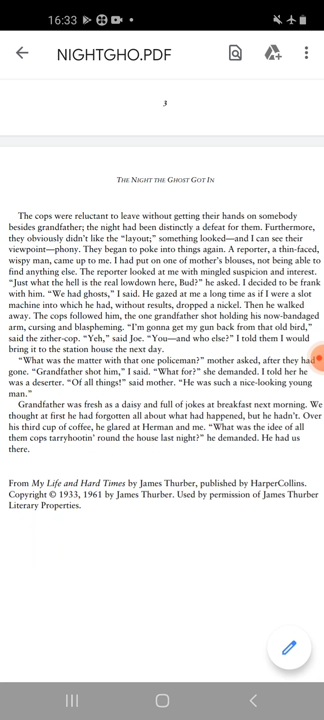 16:33
NIGHTGHO.PDF
3
THE NIGHT THE GHOST GOT IN
The cops were reluctant to leave without getting their hands on somebody
besides grandfather; the night had been distinctly a defeat for them. Furthermore,
they obviously didn't like the “layout;” something looked—and I can see their
viewpoint—phony. They began to poke into things again. A reporter, a thin-faced,
wispy man, came up to me. I had put on one of mother's blouses, not being able to
find anything else. The reporter looked at me with mingled suspicion and interest.
“Just what the hell is the real lowdown here, Bud?” he asked. I decided to be frank
with him. “We had ghosts,” I said. He gazed at me a long time as if I were a slot
machine into which he had, without results, dropped a nickel. Then he walked
away. The cops followed him, the one grandfather shot holding his now-bandaged
arm, cursing and blaspheming. “I'm gonna get my gun back from that old bird,”
said the zither-cop. “Yeh,” said Joe. “You—and who else?” I told them I would
bring it to the station house the next day.
“What was the matter with that one policeman?” mother asked, after they had
gone. “Grandfather shot him,” I said. “What for?” she demanded. I told her he
was a deserter. “Of all things!” said mother. “He was such a nice-looking young
man.”
Grandfather was fresh as a daisy and full of jokes at breakfast next morning. We
thought at first he had forgotten all about what had happened, but he hadn't. Over
his third cup of coffee, he glared at Herman and me. “What was the idea of all
them cops tarryhootin' round the house last night?” he demanded. He had us
there.
From My Life and Hard Times by James Thurber, published by HarperCollins.
Copyright © 1933, 1961 by James Thurber. Used by permission of James Thurber
Literary Properties.